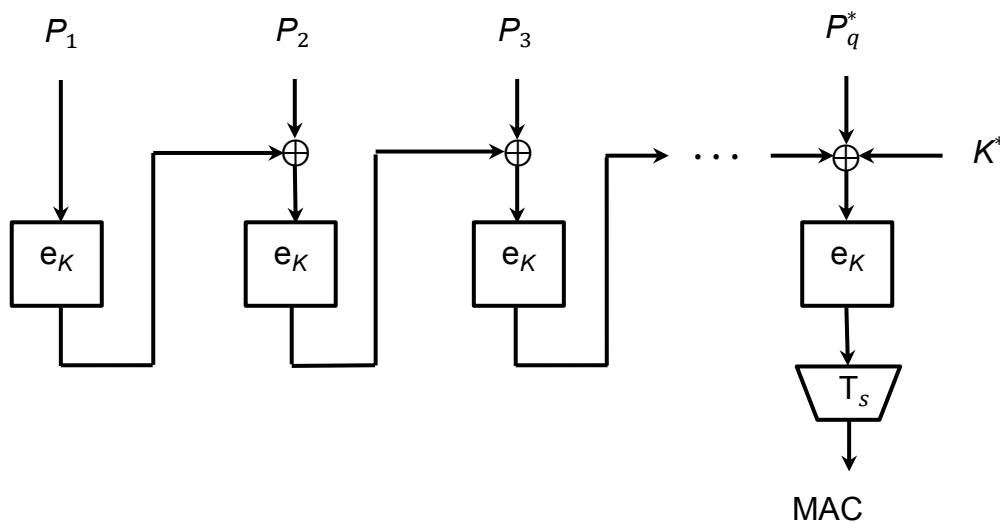 P₁ P₂ P₃ P*q
· · · K*
eK eK eK eK
Tₛ
MAC